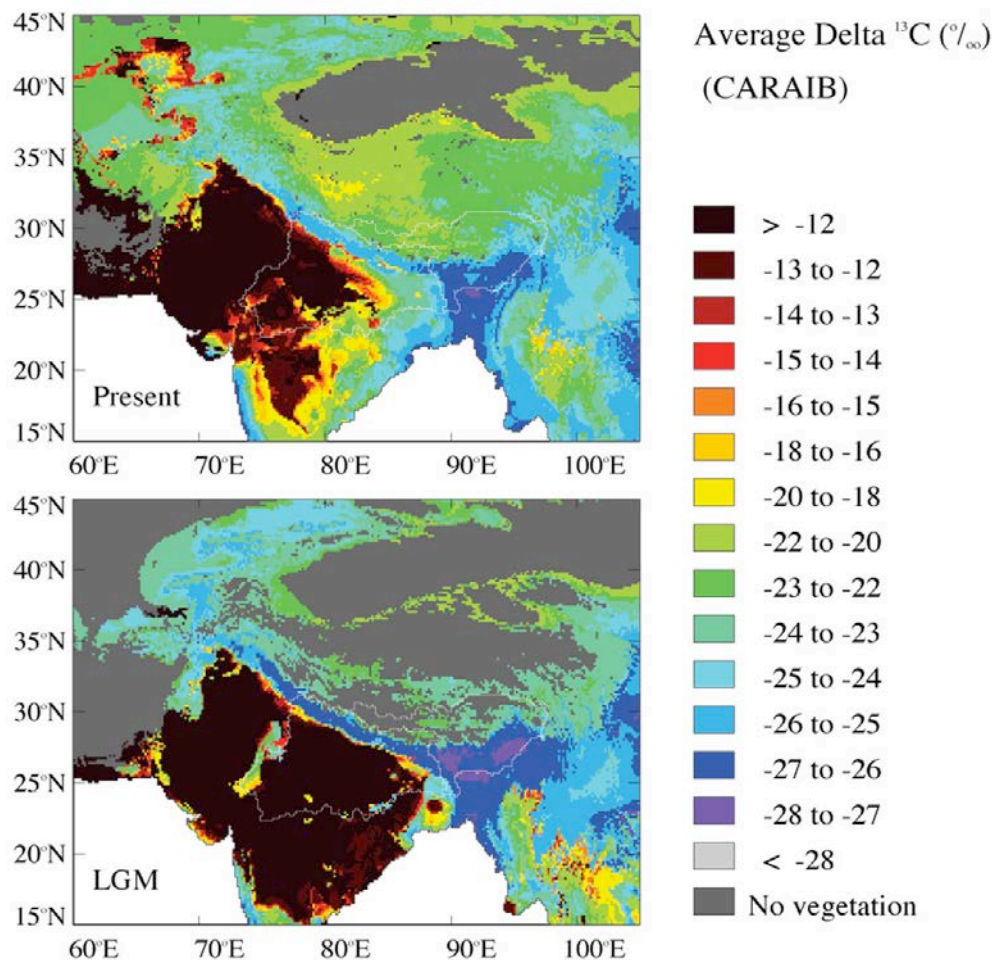 45°N
40°N
35°N
30°N
25°N
20°N
15°N
Present
60°E 70°E 80°E 90°E 100°E
45°N
40°N
35°N
30°N
25°N
20°N
15°N
LGM
60°E 70°E 80°E 90°E 100°E
Average Delta ¹³C (°/₀₀)
(CARAIB)
> -12
-13 to -12
-14 to -13
-15 to -14
-16 to -15
-18 to -16
-20 to -18
-22 to -20
-23 to -22
-24 to -23
-25 to -24
-26 to -25
-27 to -26
-28 to -27
< -28
No vegetation